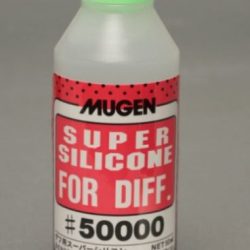 MUGEN
SUPER
SILICONE
FOR DIFF.
#50000